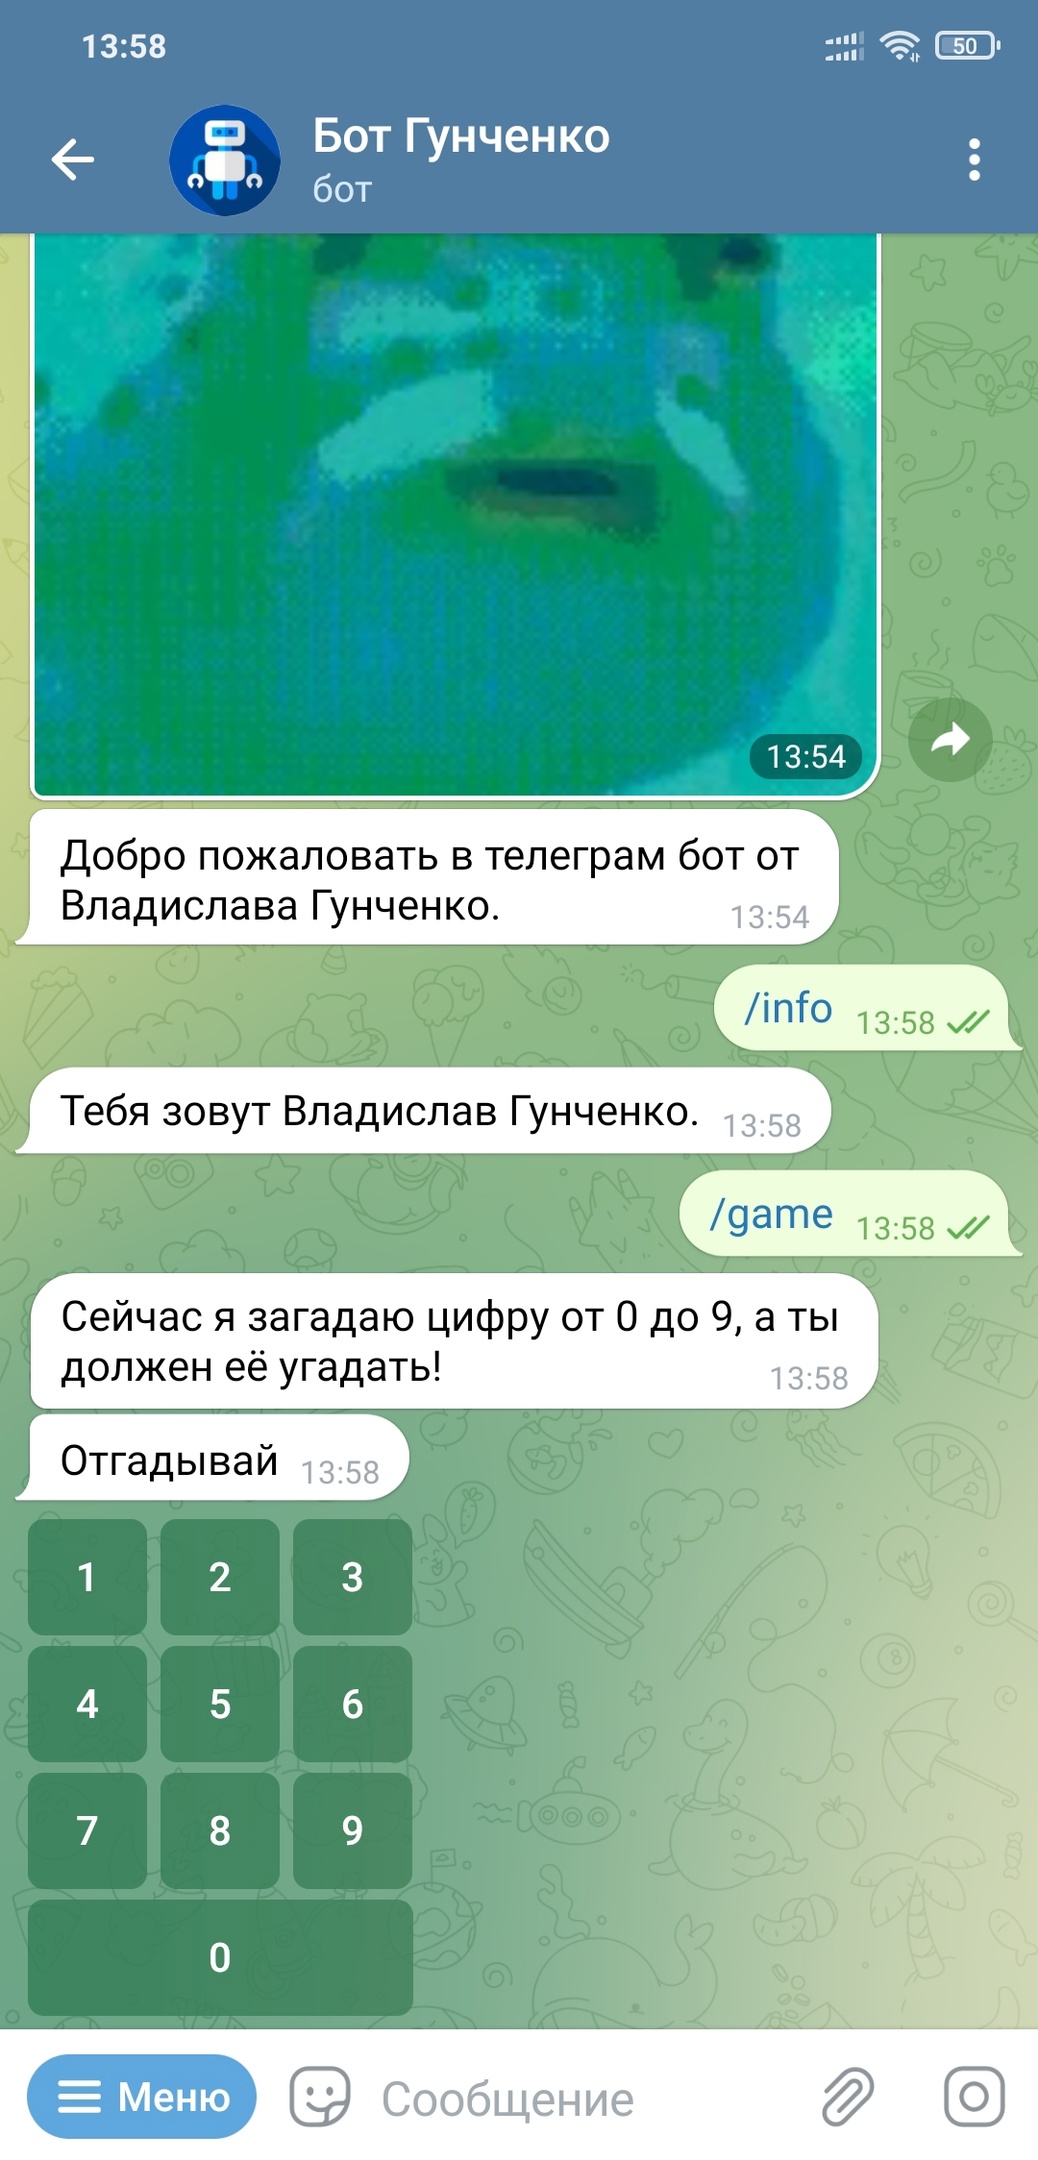 13:58
50
Бот Гунченко
бот
13:54
Добро пожаловать в телеграм бот от
Владислава Гунченко.
13:54
/info 13:58
Тебя зовут Владислав Гунченко. 13:58
/game 13:58
Сейчас я загадаю цифру от 0 до 9, а ты
должен её угадать!
13:58
Отгадывай 13:58
1 2 3
4 5 6
7 8 9
0
Меню Сообщение